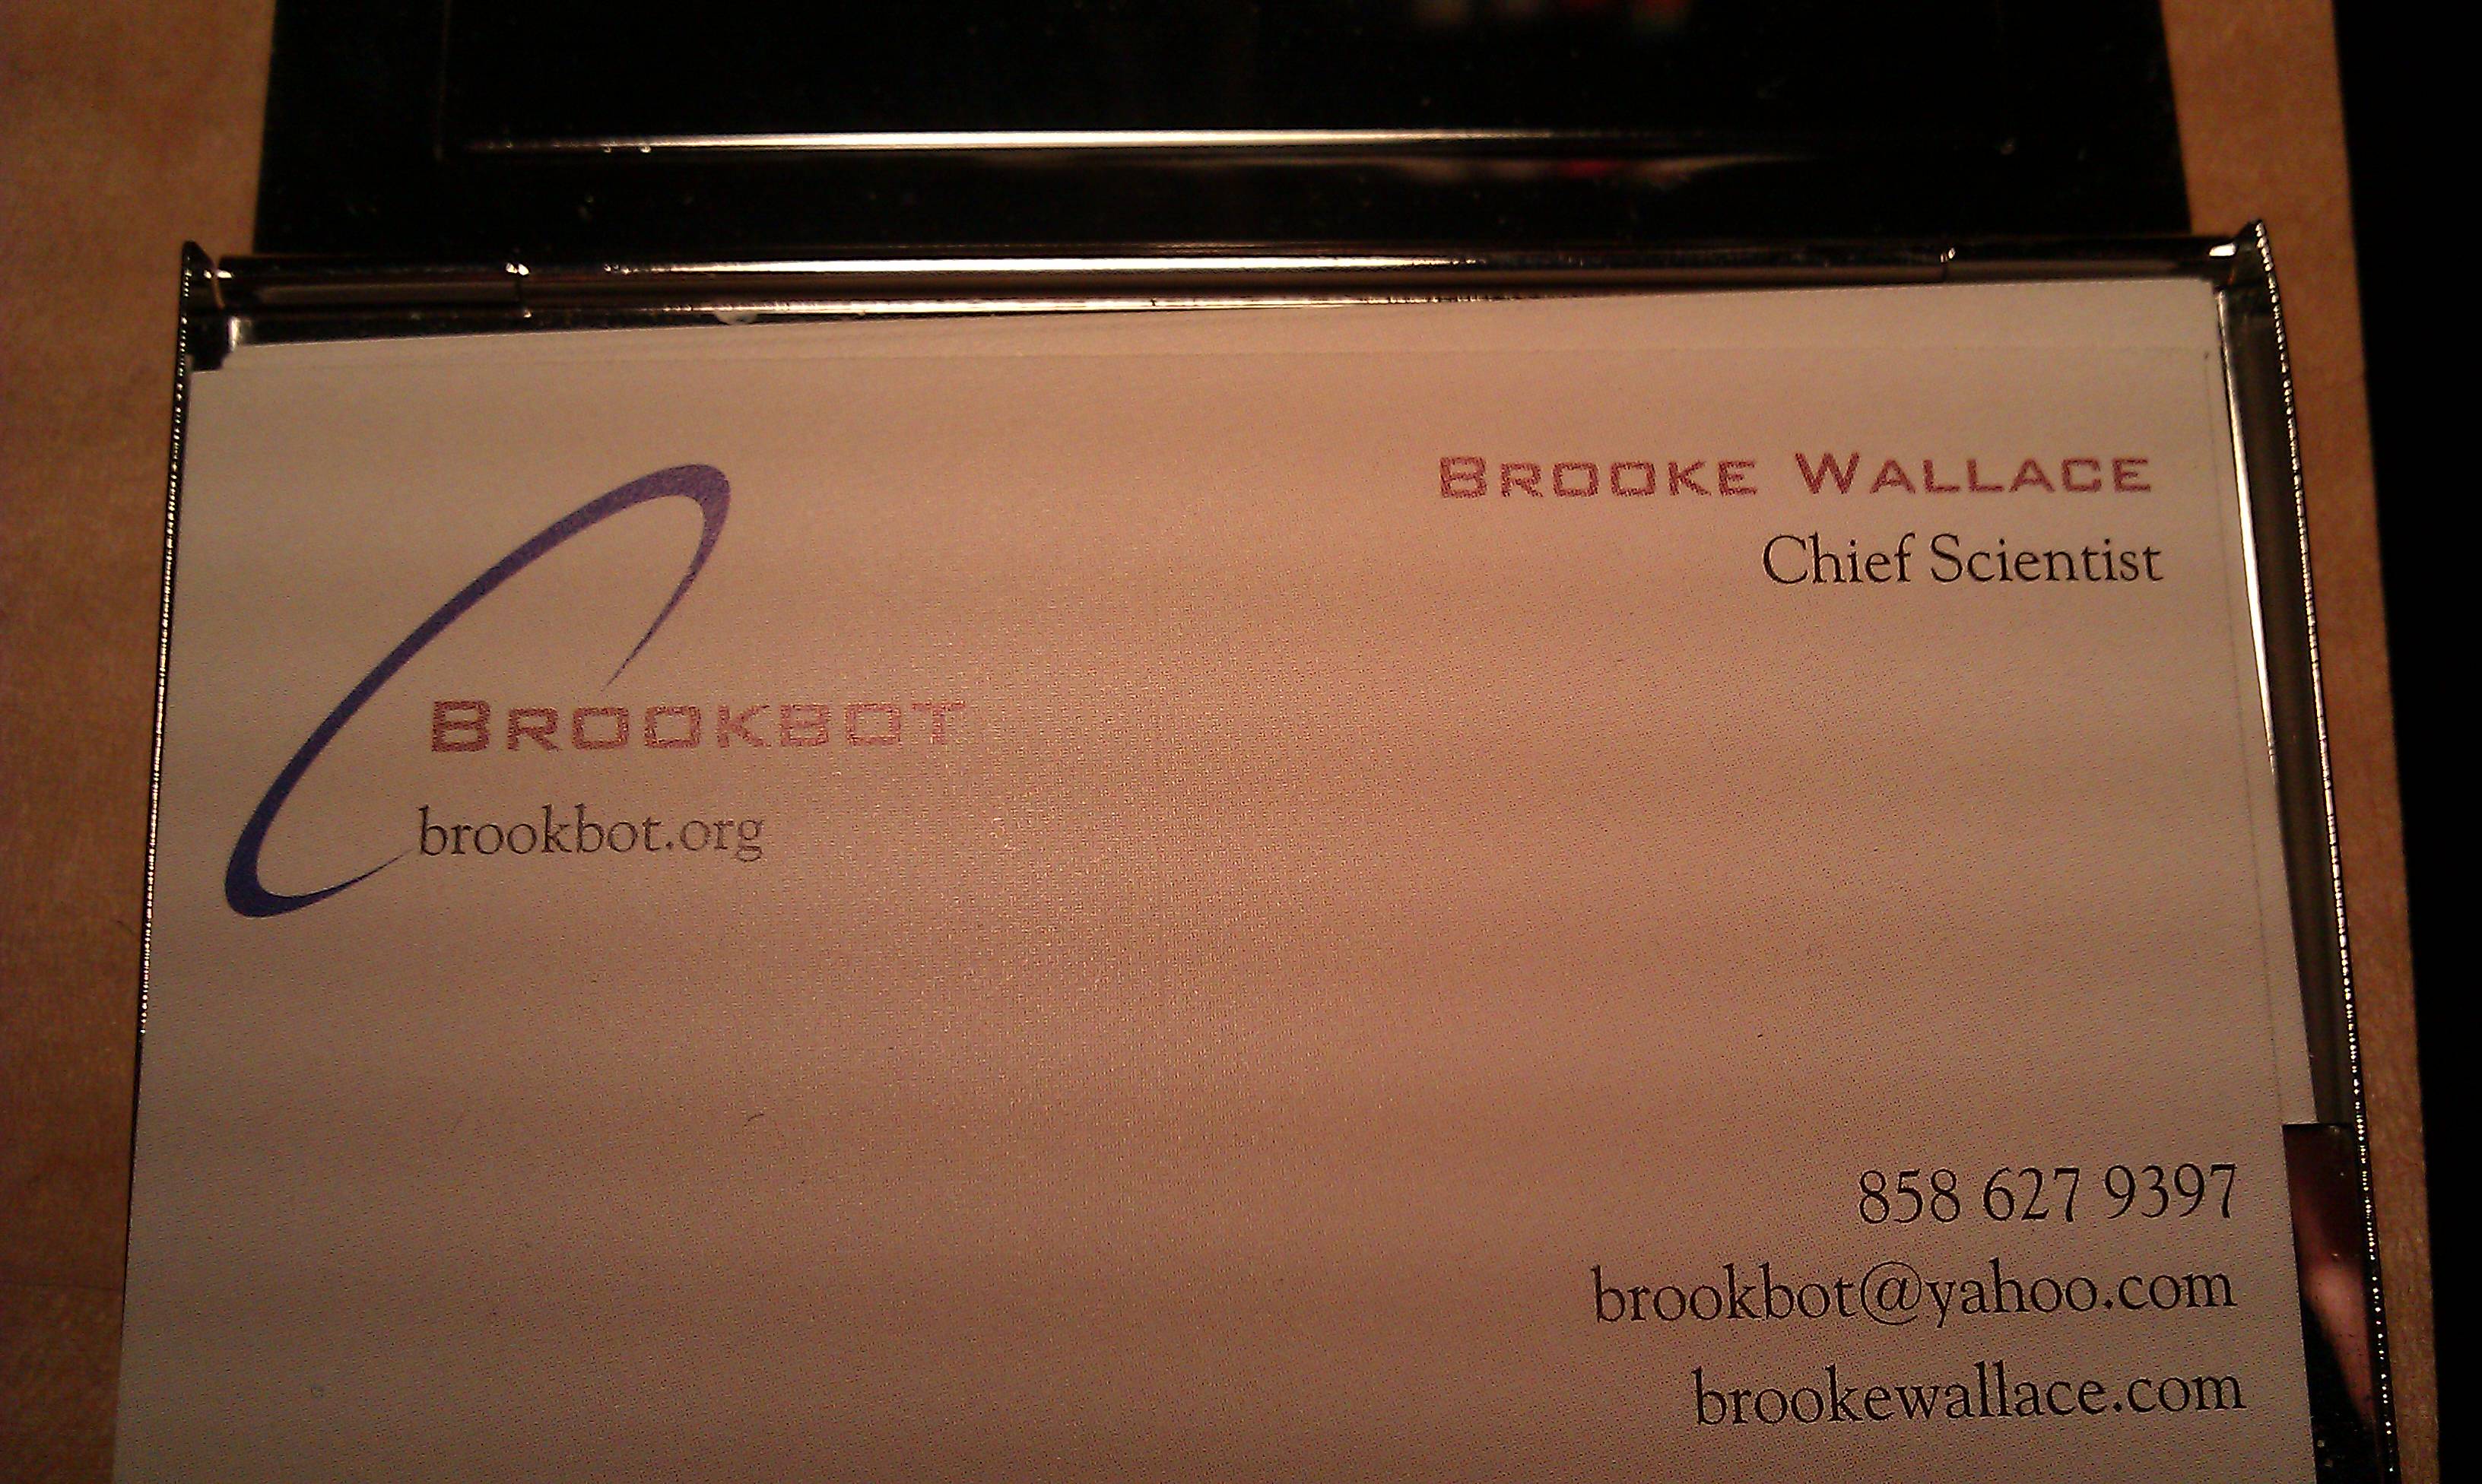 BROOKE WALLACE
Chief Scientist
BROOKBOT
brookbot.org
858 627 9397
brookbot@yahoo.com
brookewallace.com